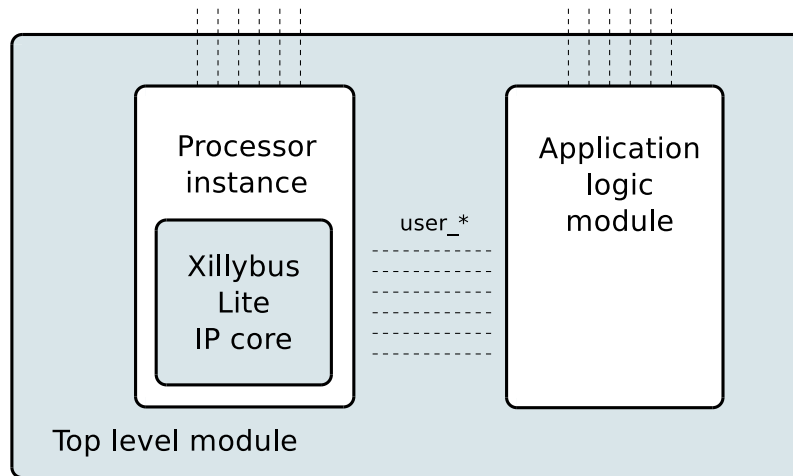 Processor
instance
Application
logic
module
user_*
Xillybus
Lite
IP core
Top level module